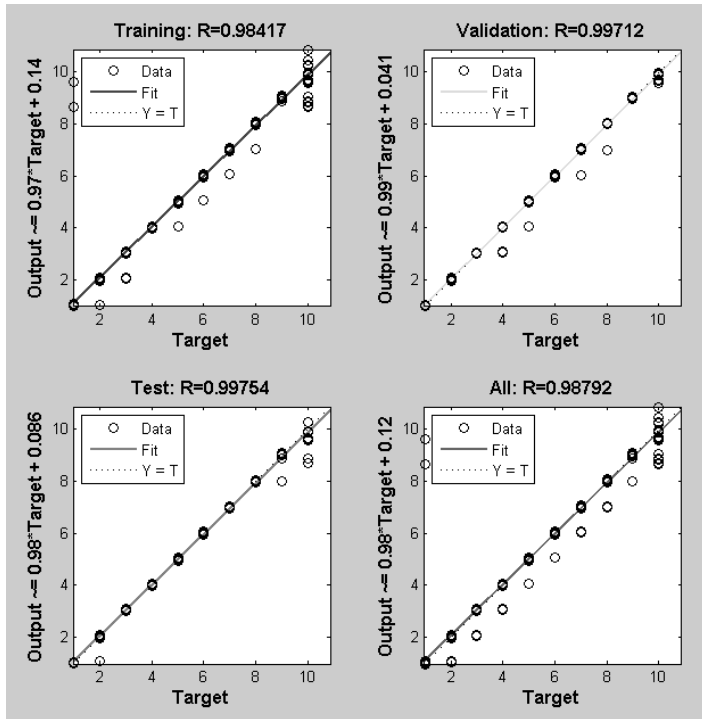 Training: R=0.98417
Output ~= 0.97*Target + 0.14
10
8
6
4
2
Data
Fit
Y = T
2 4 6 8 10
Target
Validation: R=0.99712
Output ~= 0.99*Target + 0.041
10
8
6
4
2
Data
Fit
Y = T
2 4 6 8 10
Target
Test: R=0.99754
Output ~= 0.98*Target + 0.086
10
8
6
4
2
Data
Fit
Y = T
2 4 6 8 10
Target
All: R=0.98792
Output ~= 0.98*Target + 0.12
10
8
6
4
2
Data
Fit
Y = T
2 4 6 8 10
Target